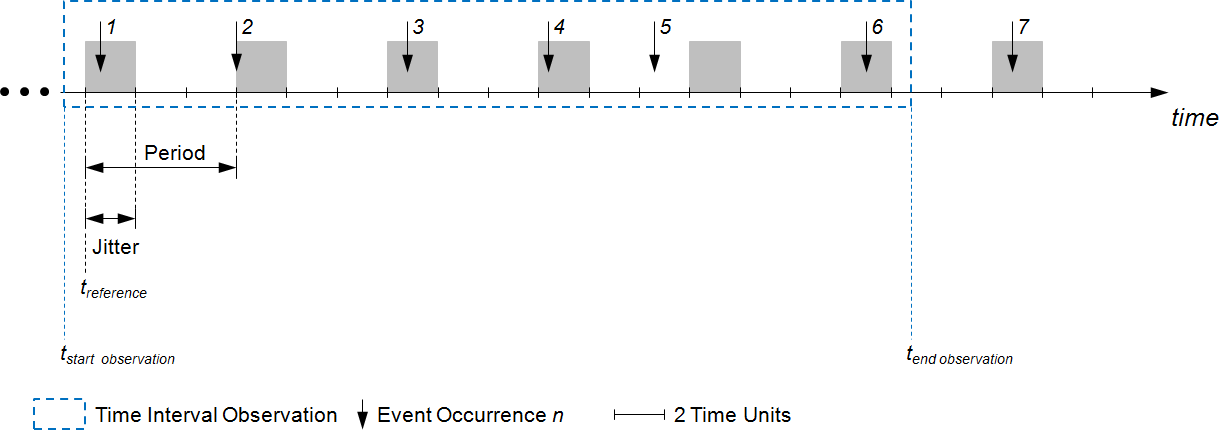 1 2 3 4 5 6 7
time
Period
Jitter
treference
tstart observation tend observation
Time Interval Observation Event Occurrence n 2 Time Units